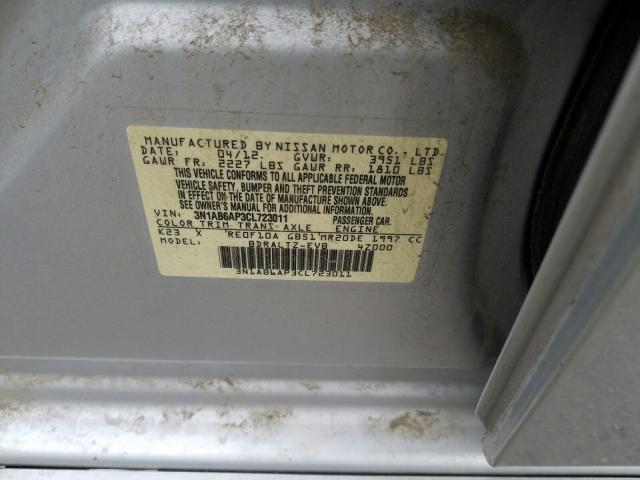 MANUFACTURED BY NISSAN MOTOR CO., LTD.
DATE: 04/12. GVWR: 3951 LBS
GAWR FR: 2227 LBS GAWR RR: 1810 LBS
THIS VEHICLE CONFORMS TO ALL APPLICABLE FEDERAL MOTOR
VEHICLE SAFETY, BUMPER AND THEFT PREVENTION STANDARDS
IN EFFECT ON THE DATE OF MANUFACTURE SHOWN ABOVE.
SEE OWNER'S MANUAL FOR ADDITIONAL INFORMATION.
VIN: 3N1AB6AP3CL723011 PASSENGER CAR
COLOR TRIM TRANS AXLE ENGINE
K23 X RE0F10A GB51 MR20DE 1997 CC
MODEL: BDRALTZ-EVB 4Z000
3N1AB6AP3CL723011